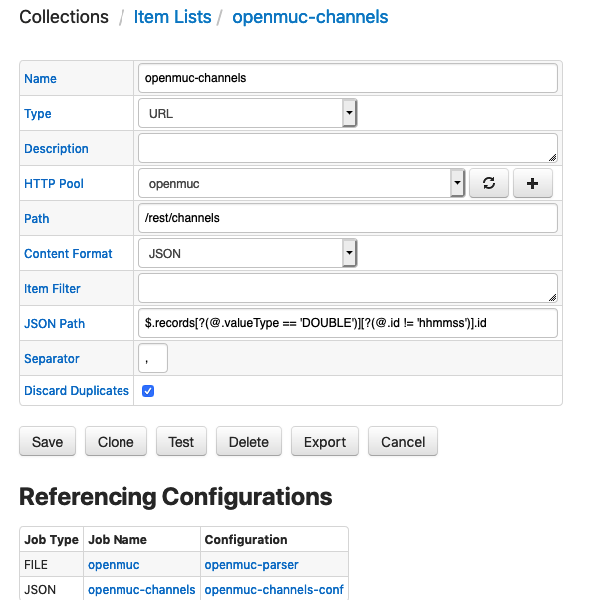 Collections / Item Lists / openmuc-channels
Name openmuc-channels
Type URL
Description
HTTP Pool openmuc
Path /rest/channels
Content Format JSON
Item Filter
JSON Path $.records[?(@.valueType == 'DOUBLE')][?(@.id != 'hhmmss')].id
Separator ,
Discard Duplicates
Save Clone Test Delete Export Cancel
Referencing Configurations
Job Type Job Name Configuration
FILE openmuc openmuc-parser
JSON openmuc-channels openmuc-channels-conf